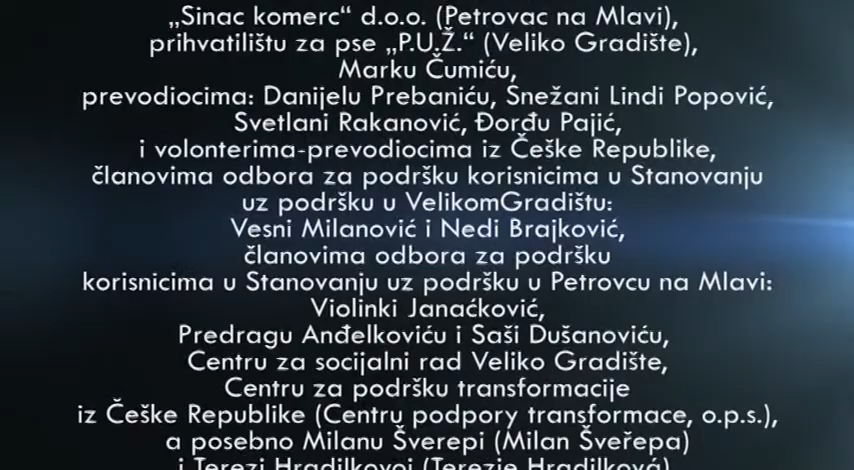 „Sinac komerc“ d.o.o. (Petrovac na Mlavi),
prihvatilištu za pse „P.U.Ž.“ (Veliko Gradište),
Marku Čumiću,
prevodiocima: Danijelu Prebaniću, Snežani Lindi Popović,
Svetlani Rakanović, Đorđu Pajić,
i volonterima-prevodiocima iz Češke Republike,
članovima odbora za podršku korisnicima u Stanovanju
uz podršku u VelikomGradištu:
Vesni Milanović i Nedi Brajković,
članovima odbora za podršku
korisnicima u Stanovanju uz podršku u Petrovcu na Mlavi:
Violinki Janaćković,
Predragu Anđelkoviću i Saši Dušanoviću,
Centru za socijalni rad Veliko Gradište,
Centru za podršku transformacije
iz Češke Republike (Centru podpory transformace, o.p.s.),
a posebno Milanu Šverepi (Milan Šveřepa)
i Terezi Hradilkovoj (Terezie Hradilková)